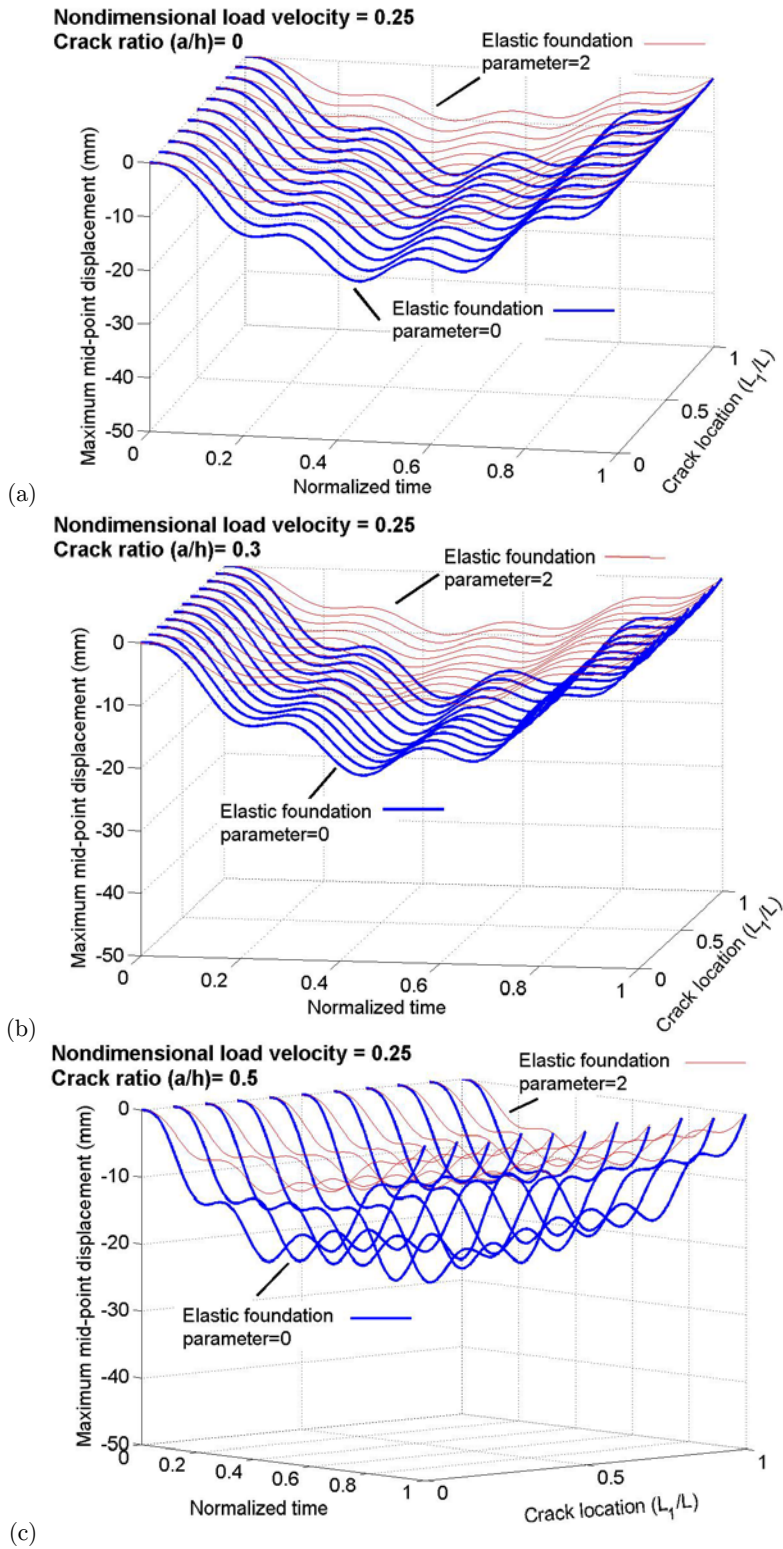 Nondimensional load velocity = 0.25
Crack ratio (a/h)= 0
Elastic foundation
parameter=2
Maximum mid-point displacement (mm)
0
-10
-20
-30
-40
-50
Elastic foundation
parameter=0
0
0.2
0.4
0.6
0.8
1
Normalized time
0
0.5
1
Crack location (L₁/L)
(a)
Nondimensional load velocity = 0.25
Crack ratio (a/h)= 0.3
Elastic foundation
parameter=2
Maximum mid-point displacement (mm)
0
-10
-20
-30
-40
-50
Elastic foundation
parameter=0
0
0.2
0.4
0.6
0.8
1
Normalized time
0
0.5
1
Crack location (L₁/L)
(b)
Nondimensional load velocity = 0.25
Crack ratio (a/h)= 0.5
Elastic foundation
parameter=2
Maximum mid-point displacement (mm)
0
-10
-20
-30
-40
-50
Elastic foundation
parameter=0
0
0.2
0.4
0.6
0.8
1
Normalized time
0
0.5
1
Crack location (L₁/L)
(c)